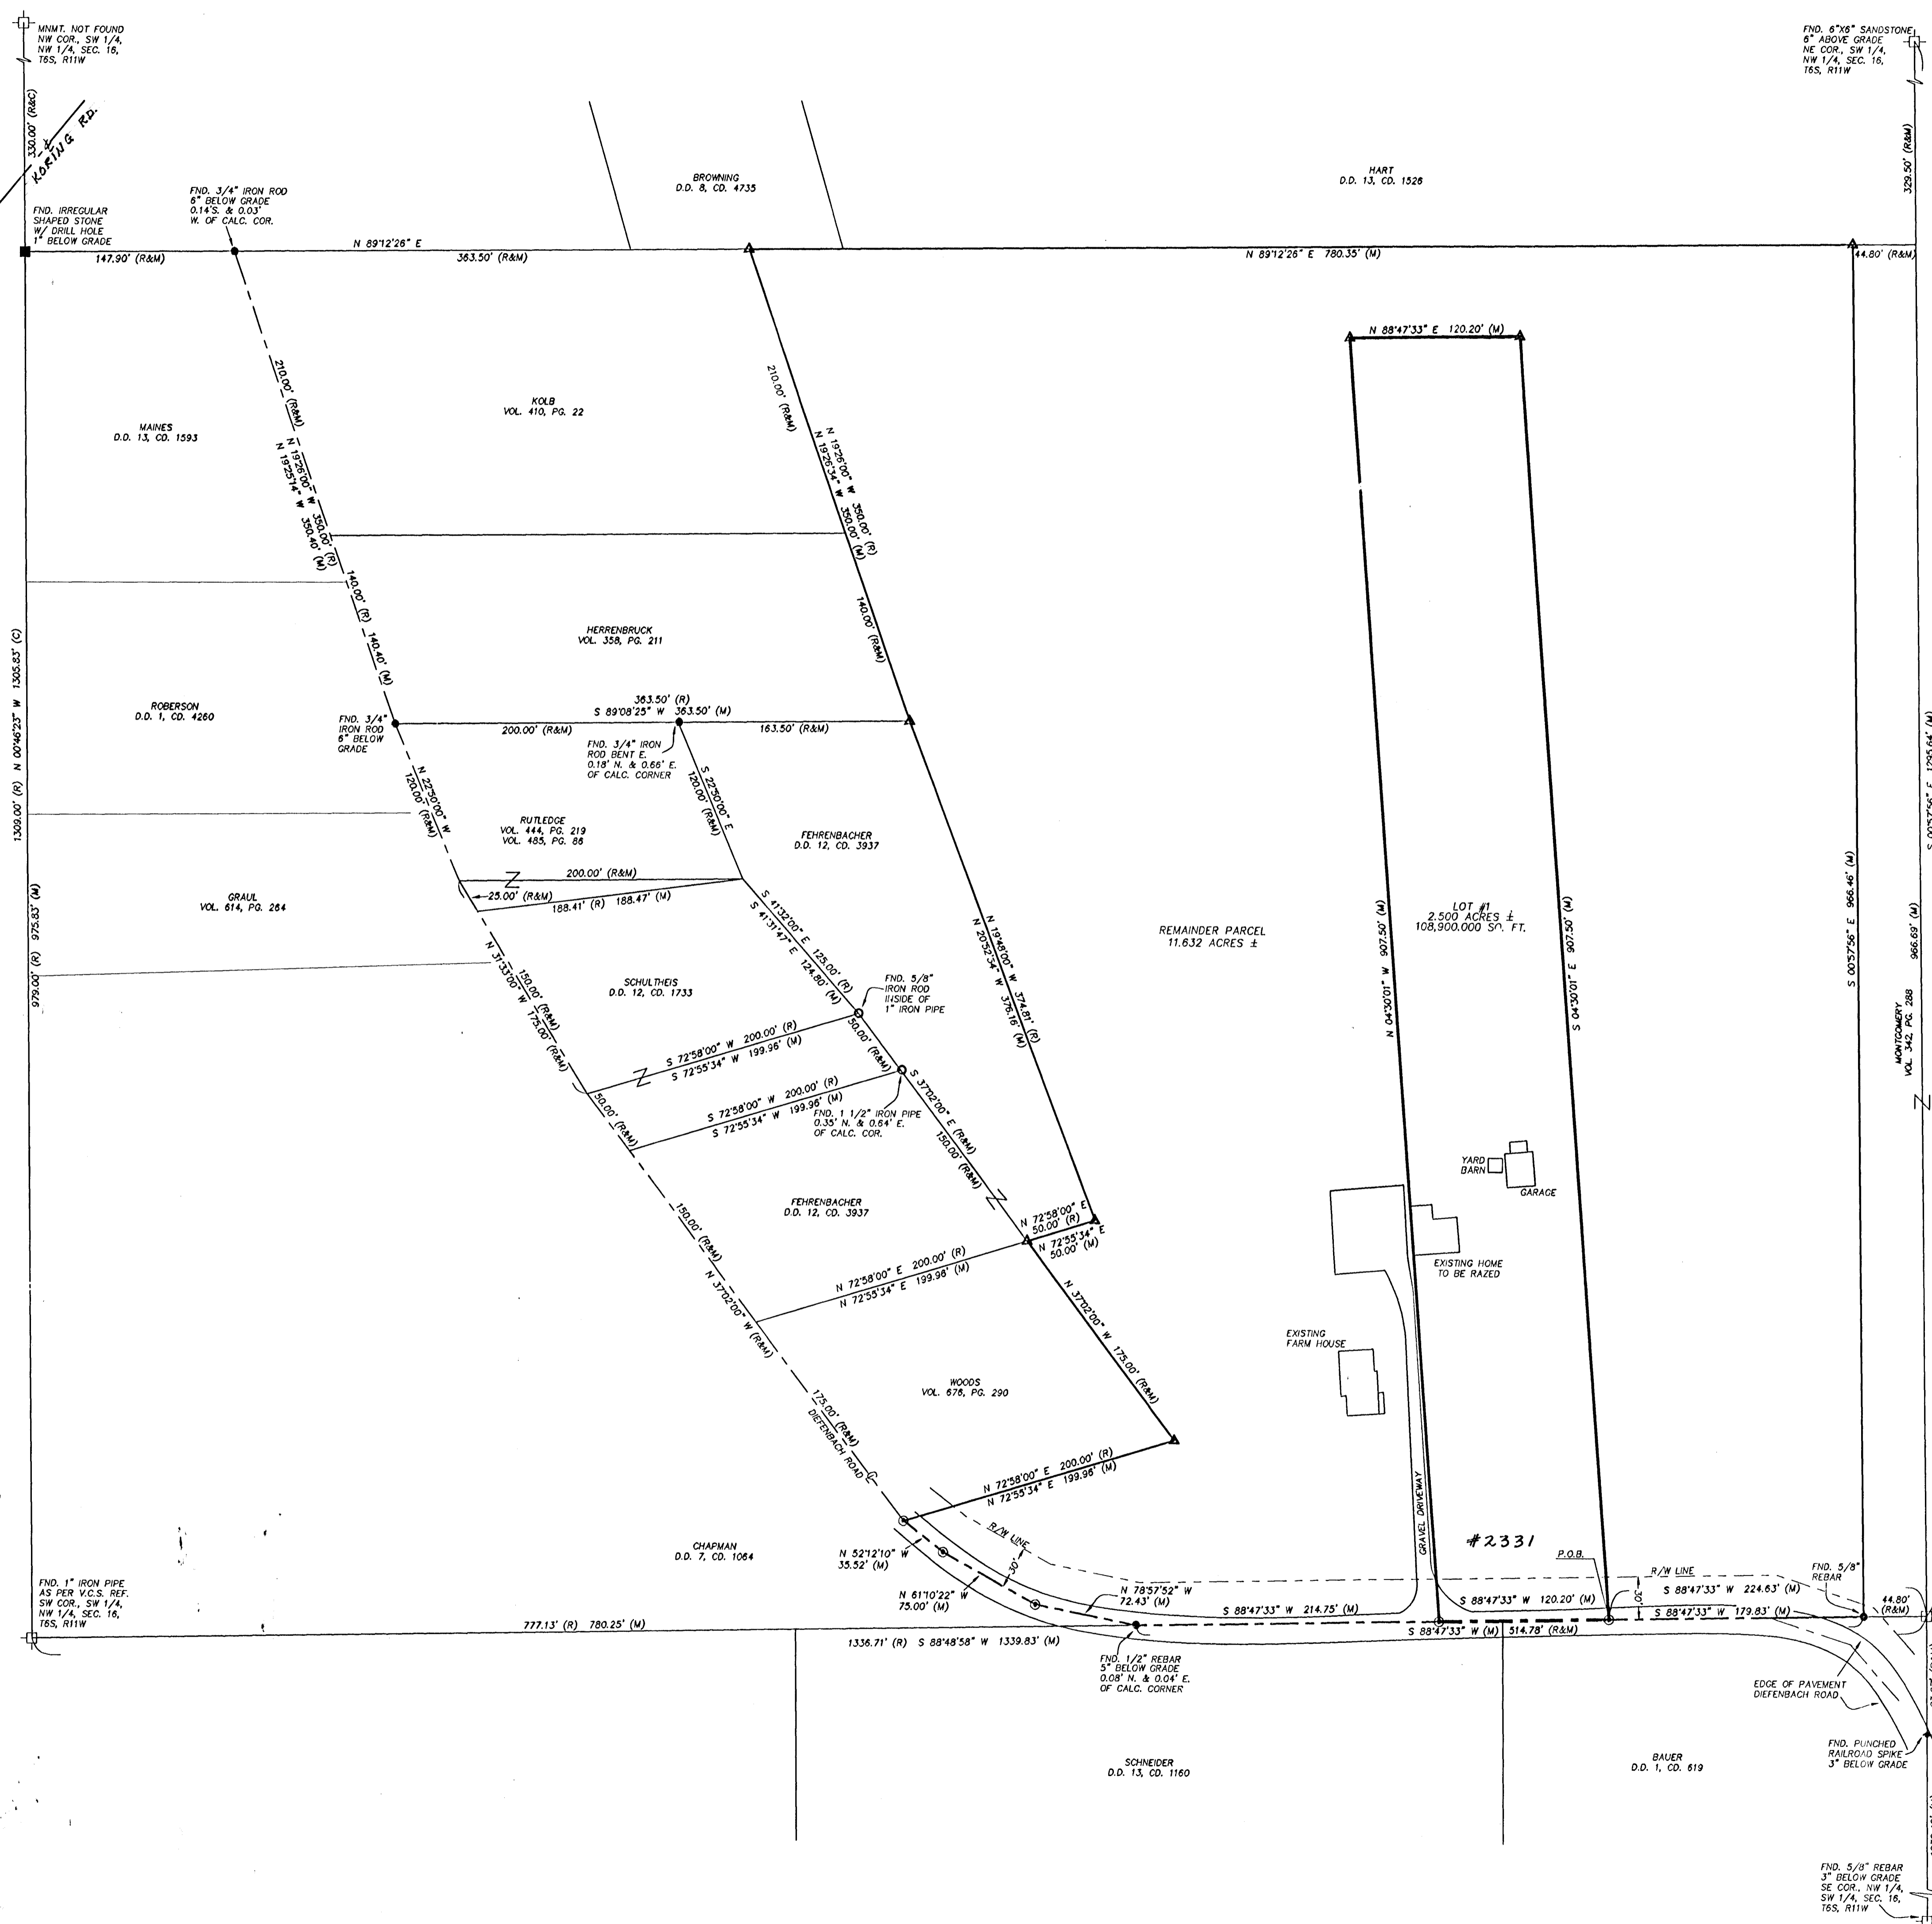 MNMT. NOT FOUND
NW COR., SW 1/4,
NW 1/4, SEC. 16,
T6S, R11W
FND. 6"X6" SANDSTONE
6" ABOVE GRADE
NE COR., SW 1/4,
NW 1/4, SEC. 16,
T6S, R11W
330.00' (R&C)
KORING RD.
329.50' (R&M)
FND. 3/4" IRON ROD
6" BELOW GRADE
0.14'S. & 0.03'
W. OF CALC. COR.
BROWNING
D.D. 8, CD. 4735
HART
D.D. 13, CD. 1526
FND. IRREGULAR
SHAPED STONE
W/ DRILL HOLE
1" BELOW GRADE
147.90' (R&M)
N 89°12'26" E
363.50' (R&M)
N 89°12'26" E 780.35' (M)
44.80' (R&M)
N 88°47'33" E 120.20' (M)
210.00' (R&M)
N 19°26'00" W 350.00' (R)
N 19°25'14" W 350.40' (M)
KOLB
VOL. 410, PG. 22
210.00' (R&M)
N 19°26'00" W 350.00' (R)
N 19°26'34" W 350.00' (M)
MAINES
D.D. 13, CD. 1593
140.00' (R) 140.40' (M)
HERRENBRUCK
VOL. 358, PG. 211
140.00' (R&M)
1309.00' (R) N 00°46'23" W 1305.83' (C)
ROBERSON
D.D. 1, CD. 4260
FND. 3/4"
IRON ROD
6" BELOW
GRADE
363.50' (R)
S 89°08'25" W 363.50' (M)
200.00' (R&M)
163.50' (R&M)
FND. 3/4" IRON
ROD BENT E.
0.18' N. & 0.66' E.
OF CALC. CORNER
N 22°50'00" W
120.00' (R&M)
S 22°50'00" E
120.00' (R&M)
RUTLEDGE
VOL. 444, PG. 219
VOL. 485, PG. 86
FEHRENBACHER
D.D. 12, CD. 3937
200.00' (R&M)
25.00' (R&M)
188.41' (R) 188.47' (M)
GRAUL
VOL. 614, PG. 264
979.00' (R) 975.83' (M)
S 41°32'00" E 125.00' (R)
S 41°31'47" E 124.80' (M)
N 19°48'00" W 374.81' (R)
N 20°52'54" W 376.16' (M)
REMAINDER PARCEL
11.632 ACRES ±
LOT #1
2.500 ACRES ±
108,900.000 SQ. FT.
N 04°30'01" W 907.50' (M)
S 04°30'01" E 907.50' (M)
S 00°57'56" E 966.46' (M)
S 00°57'56" E 1295.64' (M)
966.69' (M)
MONTGOMERY
VOL. 342, PG. 288
SCHULTHEIS
D.D. 12, CD. 1733
150.00' (R&M)
N 31°33'00" W 175.00' (R&M)
FND. 5/8"
IRON ROD
INSIDE OF
1" IRON PIPE
S 72°58'00" W 200.00' (R)
S 72°55'34" W 199.96' (M)
50.00' (R&M)
50.00' (R&M)
S 72°58'00" W 200.00' (R)
S 72°55'34" W 199.96' (M)
FND. 1 1/2" IRON PIPE
0.35' N. & 0.64' E.
OF CALC. COR.
S 37°02'00" E (R&M)
150.00' (R&M)
YARD
BARN
GARAGE
FEHRENBACHER
D.D. 12, CD. 3937
150.00' (R&M)
N 37°02'00" W (R&M)
N 72°58'00" E
50.00' (R)
N 72°55'34" E
50.00' (M)
N 72°58'00" E 200.00' (R)
N 72°55'34" E 199.96' (M)
EXISTING HOME
TO BE RAZED
N 37°02'00" W 175.00' (R&M)
EXISTING
FARM HOUSE
WOODS
VOL. 676, PG. 290
175.00' (R&M)
DIEFENBACH ROAD
N 72°58'00" E 200.00' (R)
N 72°55'34" E 199.96' (M)
GRAVEL DRIVEWAY
R/W LINE
30'
#2331
P.O.B.
CHAPMAN
D.D. 7, CD. 1064
N 52°12'10" W
35.52' (M)
N 61°10'22" W
75.00' (M)
N 78°57'52" W
72.43' (M)
R/W LINE
FND. 5/8"
REBAR
30'
S 88°47'33" W 214.75' (M)
S 88°47'33" W 120.20' (M)
S 88°47'33" W 224.63' (M)
S 88°47'33" W 179.83' (M)
44.80'
(R&M)
FND. 1" IRON PIPE
AS PER V.C.S. REF.
SW COR., SW 1/4,
NW 1/4, SEC. 16,
T6S, R11W
777.13' (R) 780.25' (M)
S 88°47'33" W (M) 514.78' (R&M)
1336.71' (R) S 88°48'58" W 1339.83' (M)
FND. 1/2" REBAR
5" BELOW GRADE
0.08' N. & 0.04' E.
OF CALC. CORNER
EDGE OF PAVEMENT
DIEFENBACH ROAD
FND. PUNCHED
RAILROAD SPIKE
3" BELOW GRADE
SCHNEIDER
D.D. 13, CD. 1160
BAUER
D.D. 1, CD. 619
FND. 5/8" REBAR
3" BELOW GRADE
SE COR., NW 1/4,
SW 1/4, SEC. 16,
T6S, R11W